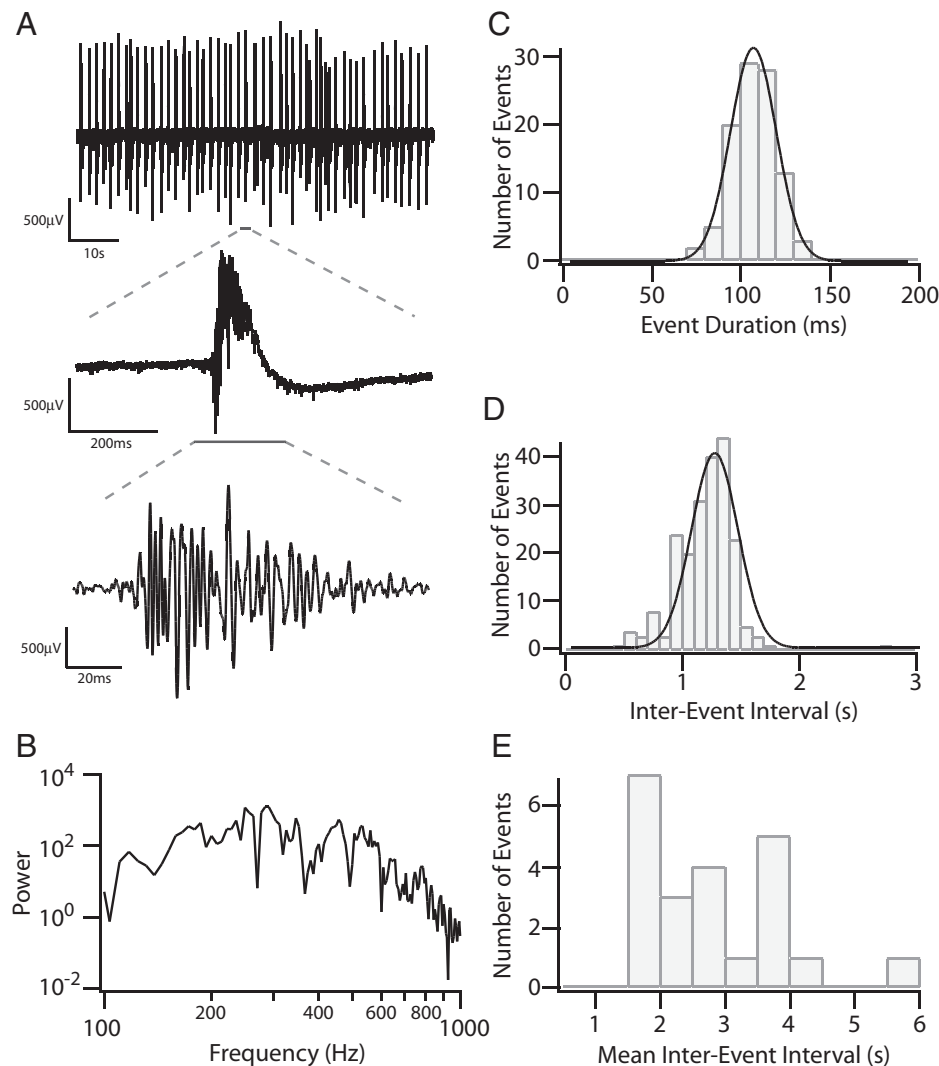 A
500μV
10s
500μV
200ms
500μV
20ms
B
10^4
10^2
10^0
10^-2
Power
100
200
400
600
800
1000
Frequency (Hz)
C
30
20
10
0
Number of Events
0
50
100
150
200
Event Duration (ms)
D
40
30
20
10
0
Number of Events
0
1
2
3
Inter-Event Interval (s)
E
6
4
2
0
Number of Events
1
2
3
4
5
6
Mean Inter-Event Interval (s)